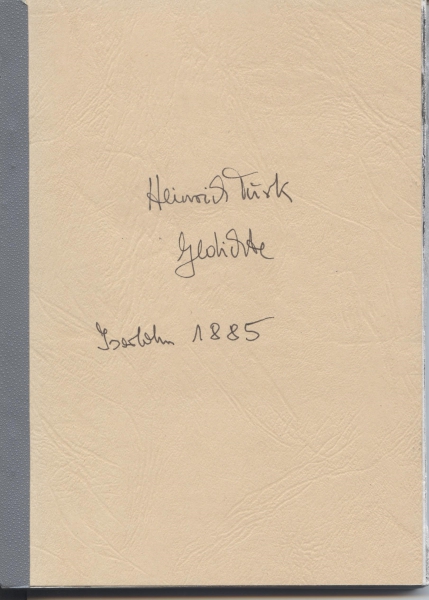 Heinrich Türk
Gedichte
Iserlohn 1885